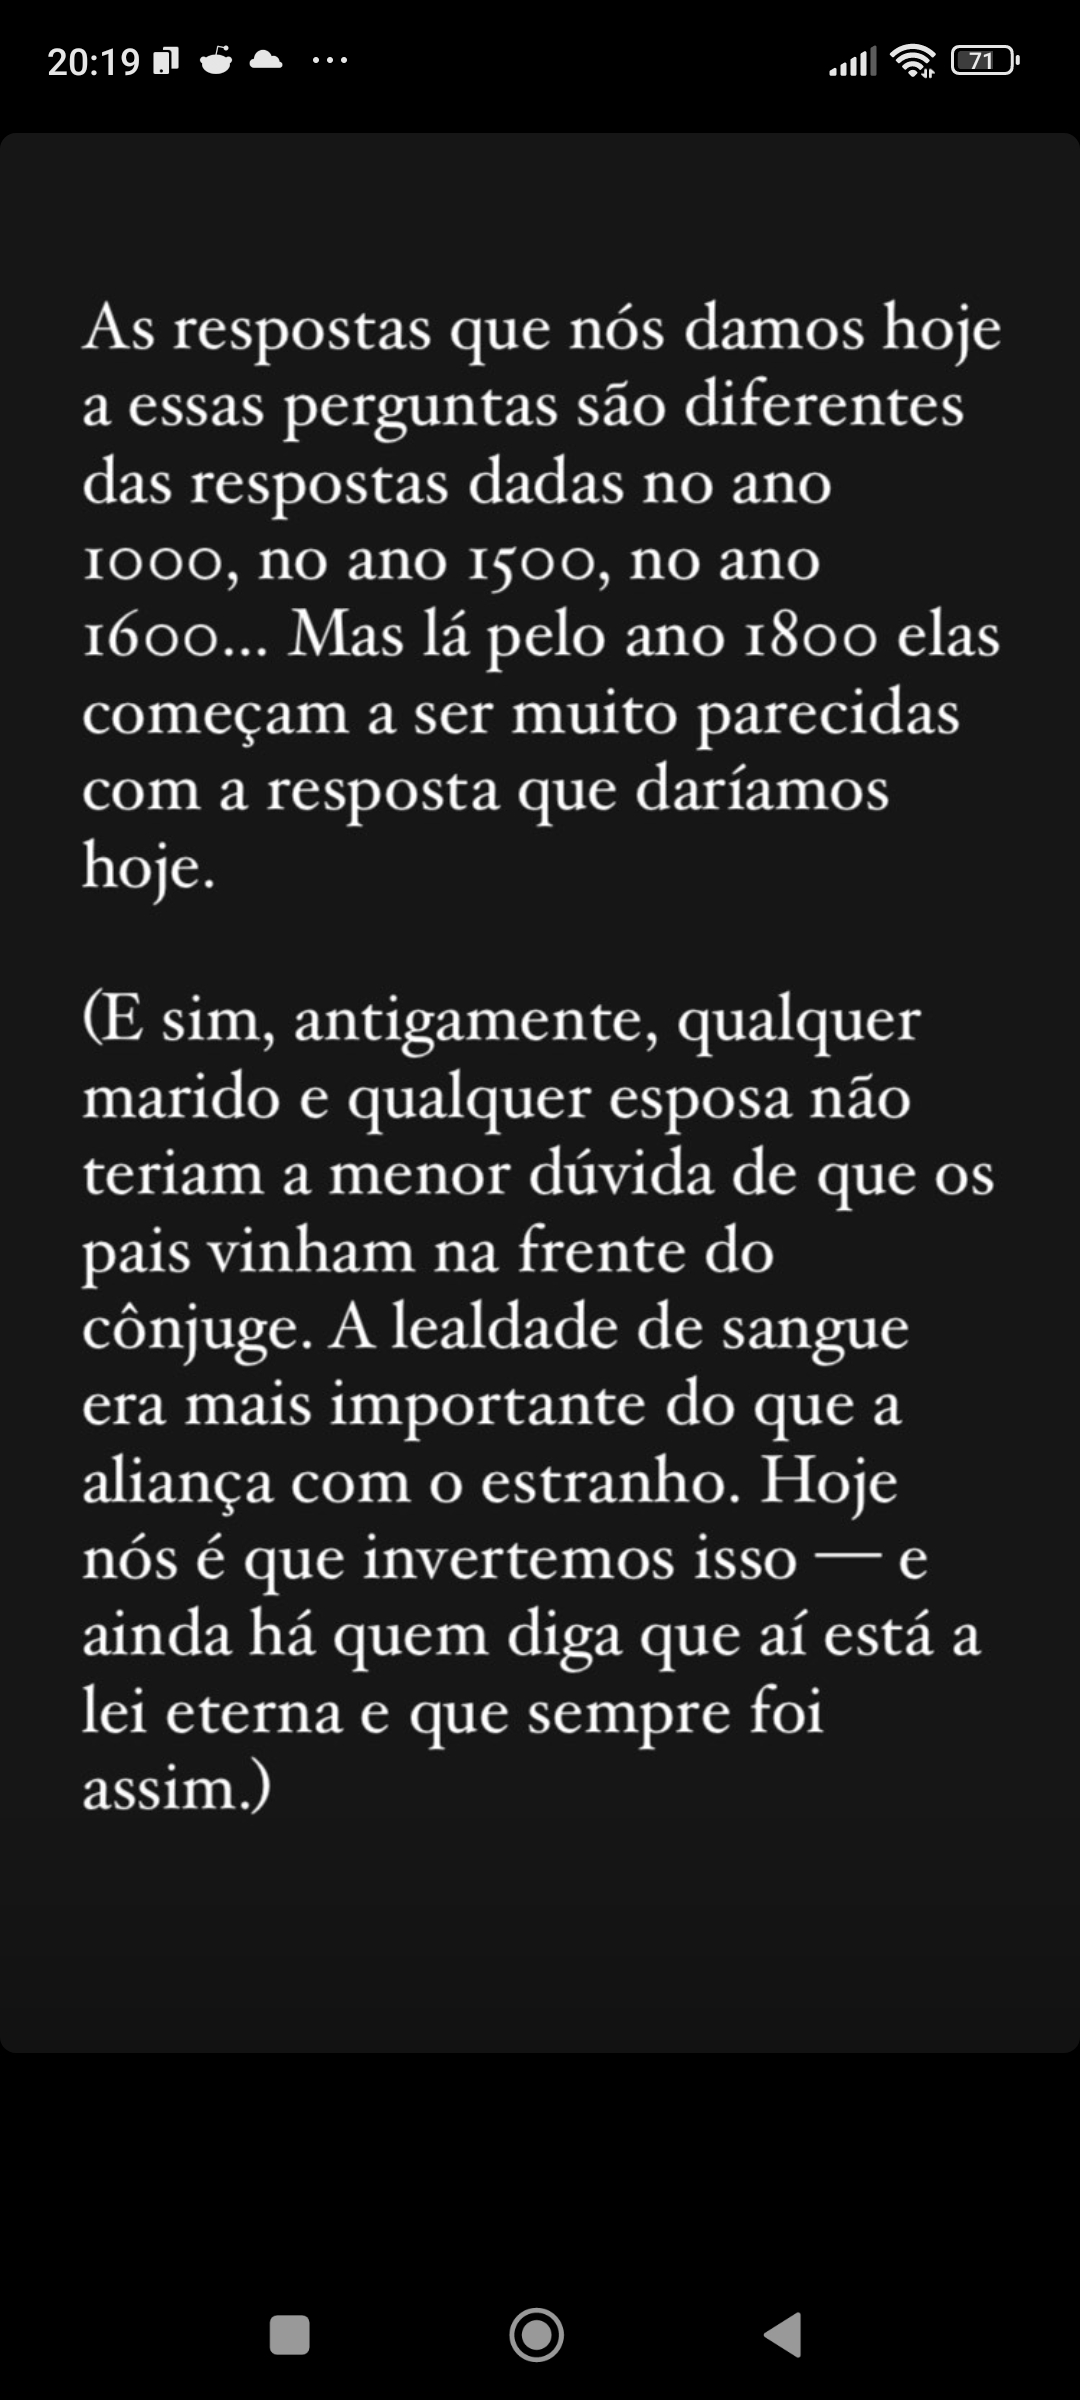 20:19
71
As respostas que nós damos hoje
a essas perguntas são diferentes
das respostas dadas no ano
1000, no ano 1500, no ano
1600... Mas lá pelo ano 1800 elas
começam a ser muito parecidas
com a resposta que daríamos
hoje.
(E sim, antigamente, qualquer
marido e qualquer esposa não
teriam a menor dúvida de que os
pais vinham na frente do
cônjuge. A lealdade de sangue
era mais importante do que a
aliança com o estranho. Hoje
nós é que invertemos isso — e
ainda há quem diga que aí está a
lei eterna e que sempre foi
assim.)